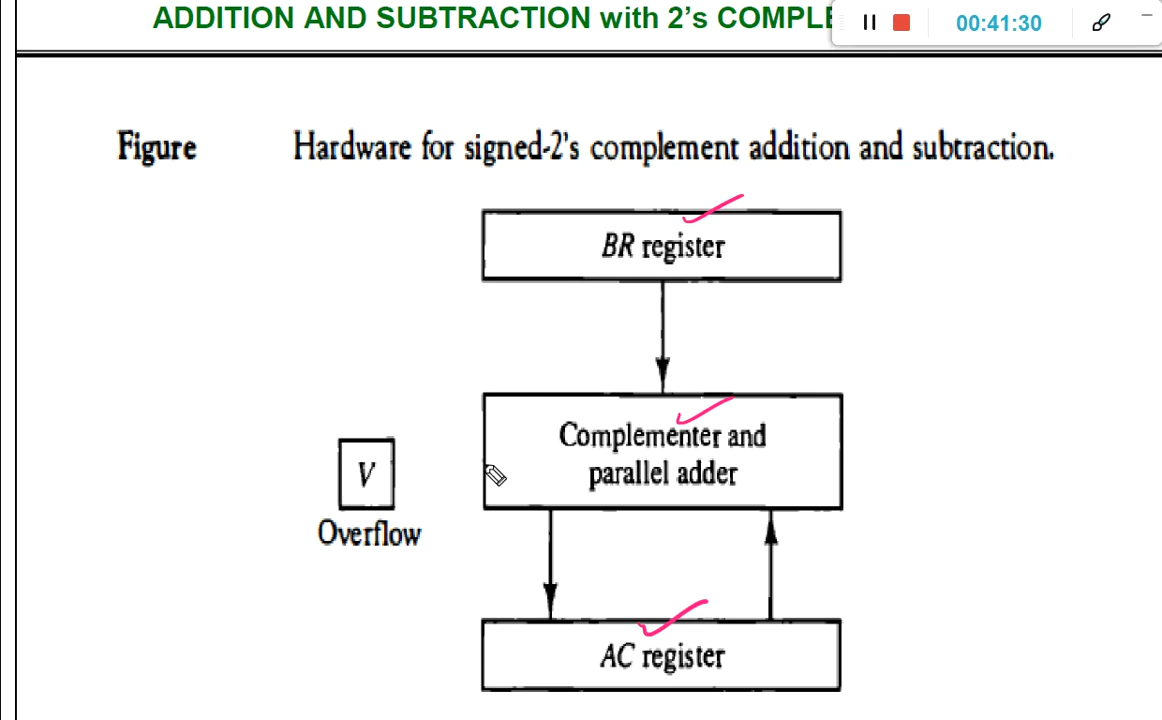 ADDITION AND SUBTRACTION with 2's COMPLE
00:41:30
Figure Hardware for signed-2's complement addition and subtraction.
BR register
Complementer and
parallel adder
V
Overflow
AC register